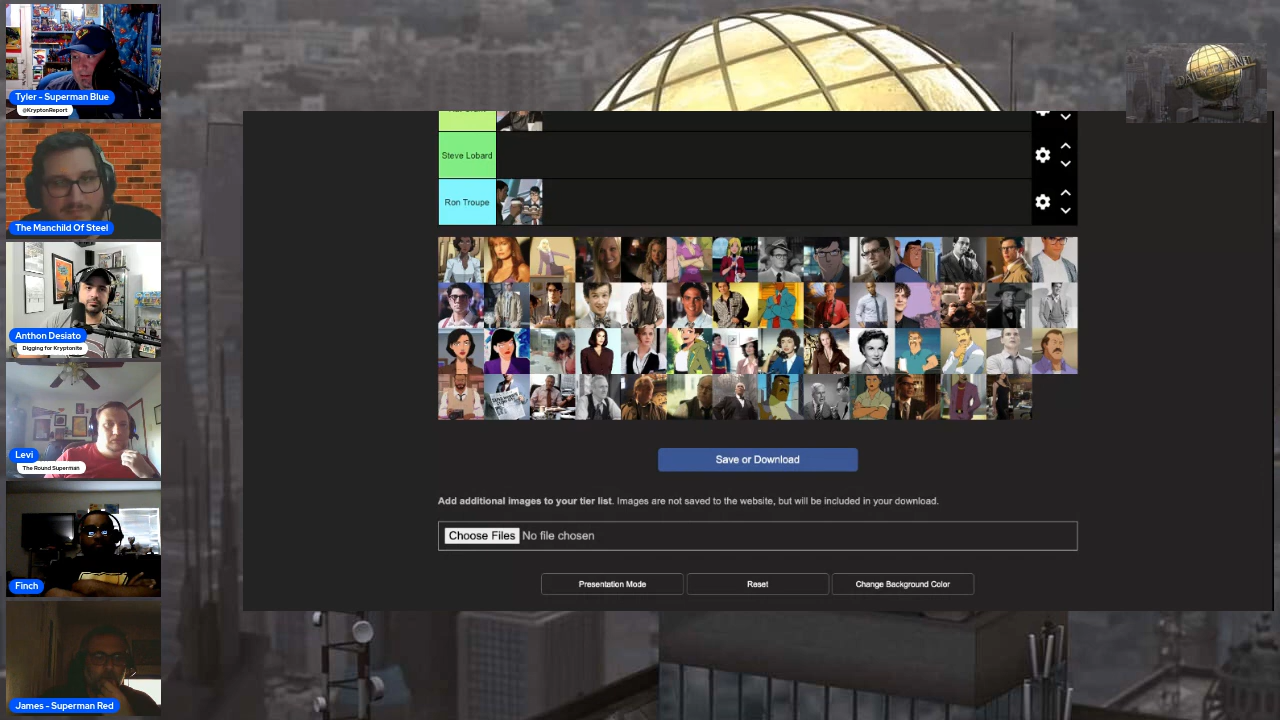 Tyler - Superman Blue
@KryptonReport
The Manchild Of Steel
Anthon Desiato
Digging for Kryptonite
Levi
The Round Superman
Finch
James - Superman Red
DAILY PLANET
Steve Lobard
Ron Troupe
Save or Download
Add additional images to your tier list. Images are not saved to the website, but will be included in your download.
Choose Files No file chosen
Presentation Mode
Reset
Change Background Color